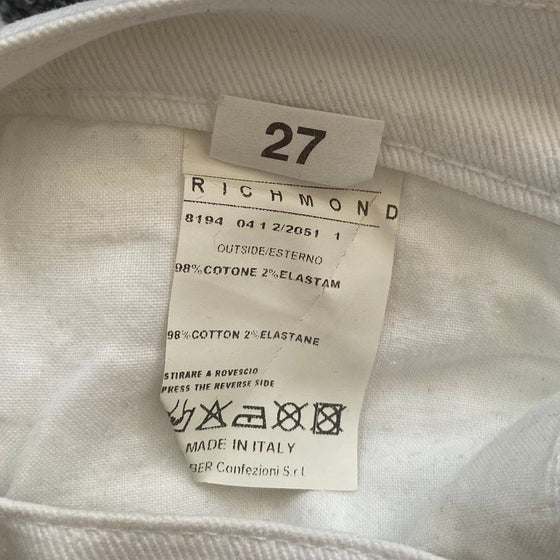 27
RICHMOND
8194 04 1 2/2051 1
OUTSIDE/ESTERNO
98%COTONE 2%ELASTAM
98%COTTON 2%ELASTANE
STIRARE A ROVESCIO
PRESS THE REVERSE SIDE
MADE IN ITALY
BER Confezioni S.r.l